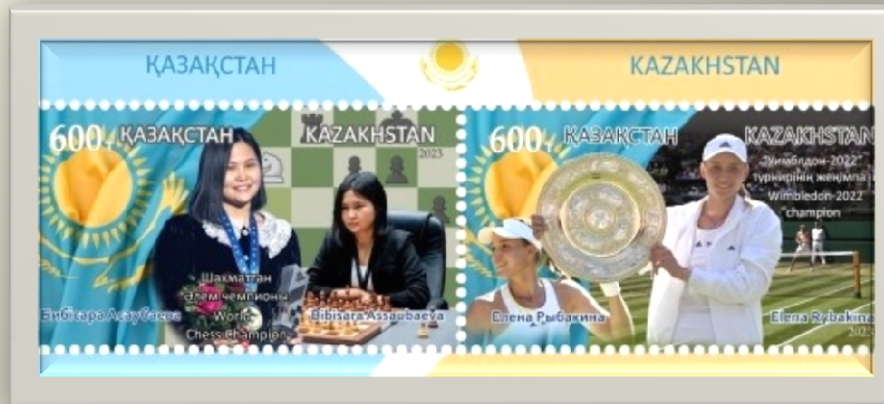 ҚАЗАҚСТАН
KAZAKHSTAN
600₸ ҚАЗАҚСТАН
KAZAKHSTAN
2023
Шахматтан
Әлем чемпионы
World
Chess Champion
Бибісара Асаубаева
Bibisara Assaubaeva
600₸ ҚАЗАҚСТАН
KAZAKHSTAN
"Уимблдон-2022"
турнирінің
Wimbledon-2022
champion
Елена Рыбакина
Elena Rybakina